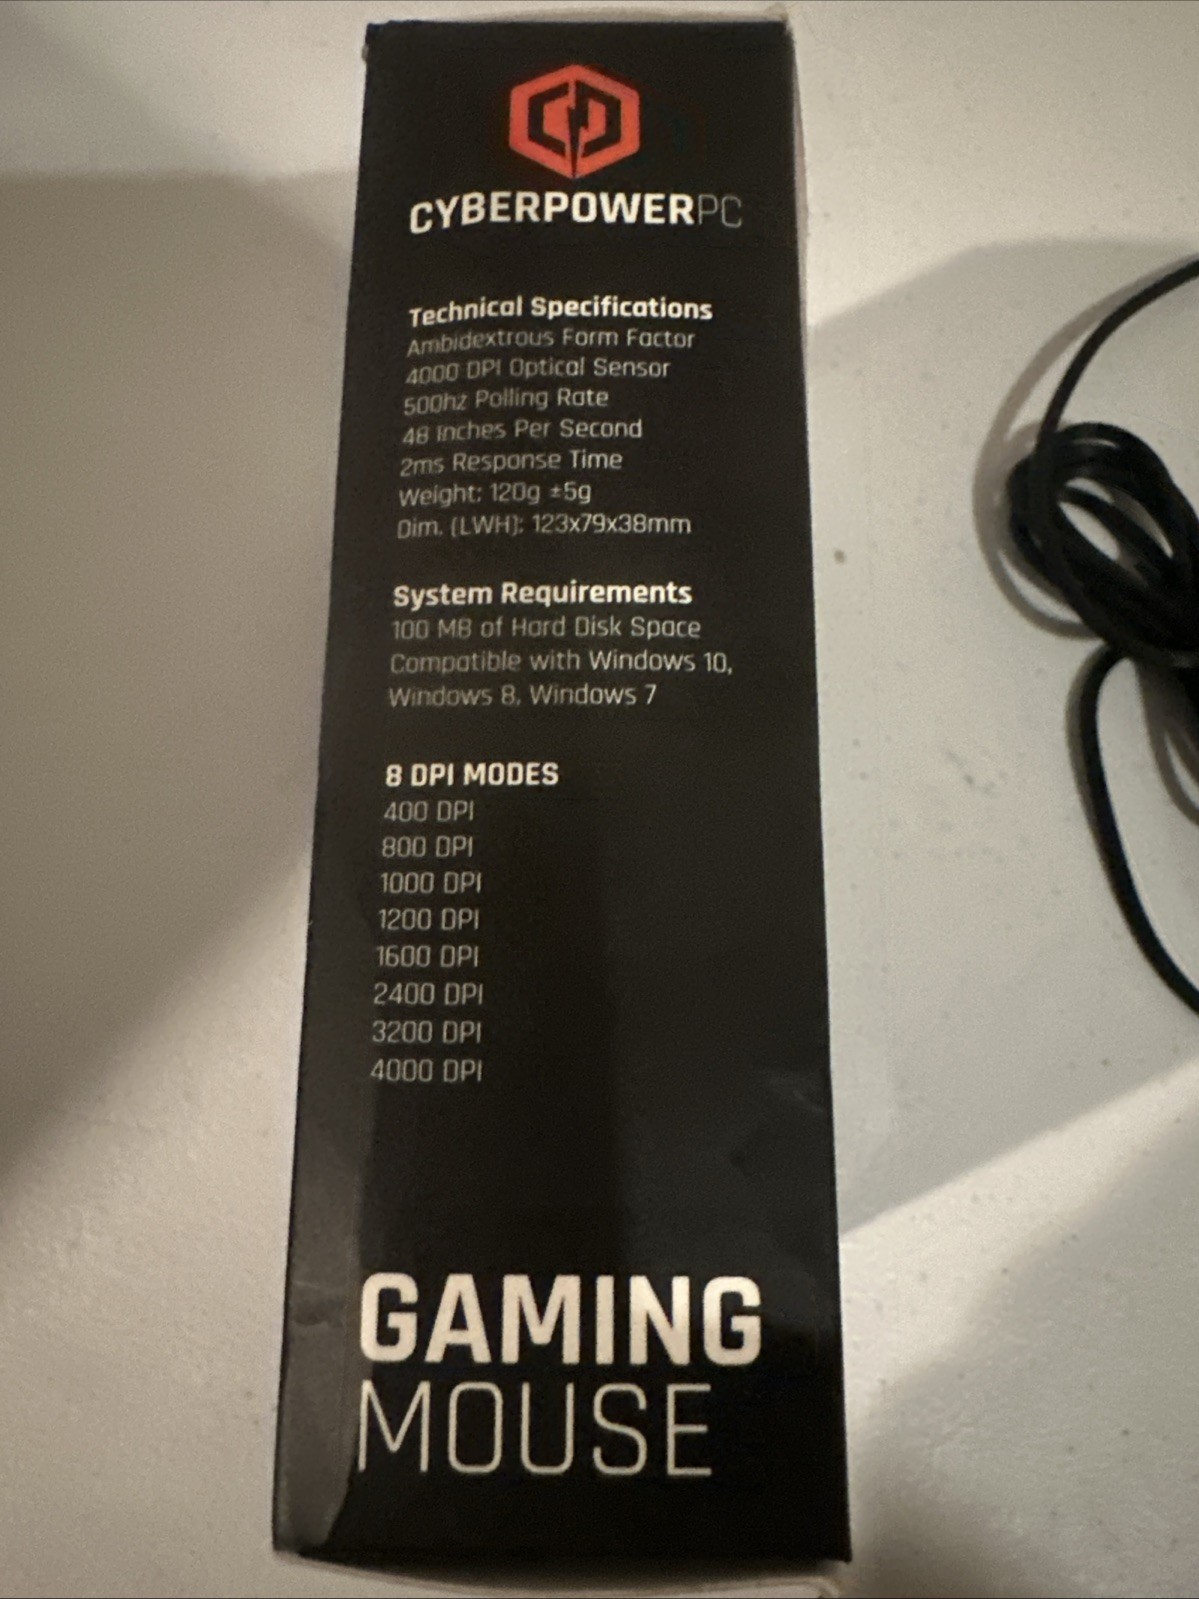 CYBERPOWERPC
Technical Specifications
Ambidextrous Form Factor
4000 DPI Optical Sensor
500hz Polling Rate
48 Inches Per Second
2ms Response Time
Weight: 120g ±5g
Dim. (LWH): 123x79x38mm
System Requirements
100 MB of Hard Disk Space
Compatible with Windows 10,
Windows 8, Windows 7
8 DPI MODES
400 DPI
800 DPI
1000 DPI
1200 DPI
1600 DPI
2400 DPI
3200 DPI
4000 DPI
GAMING
MOUSE